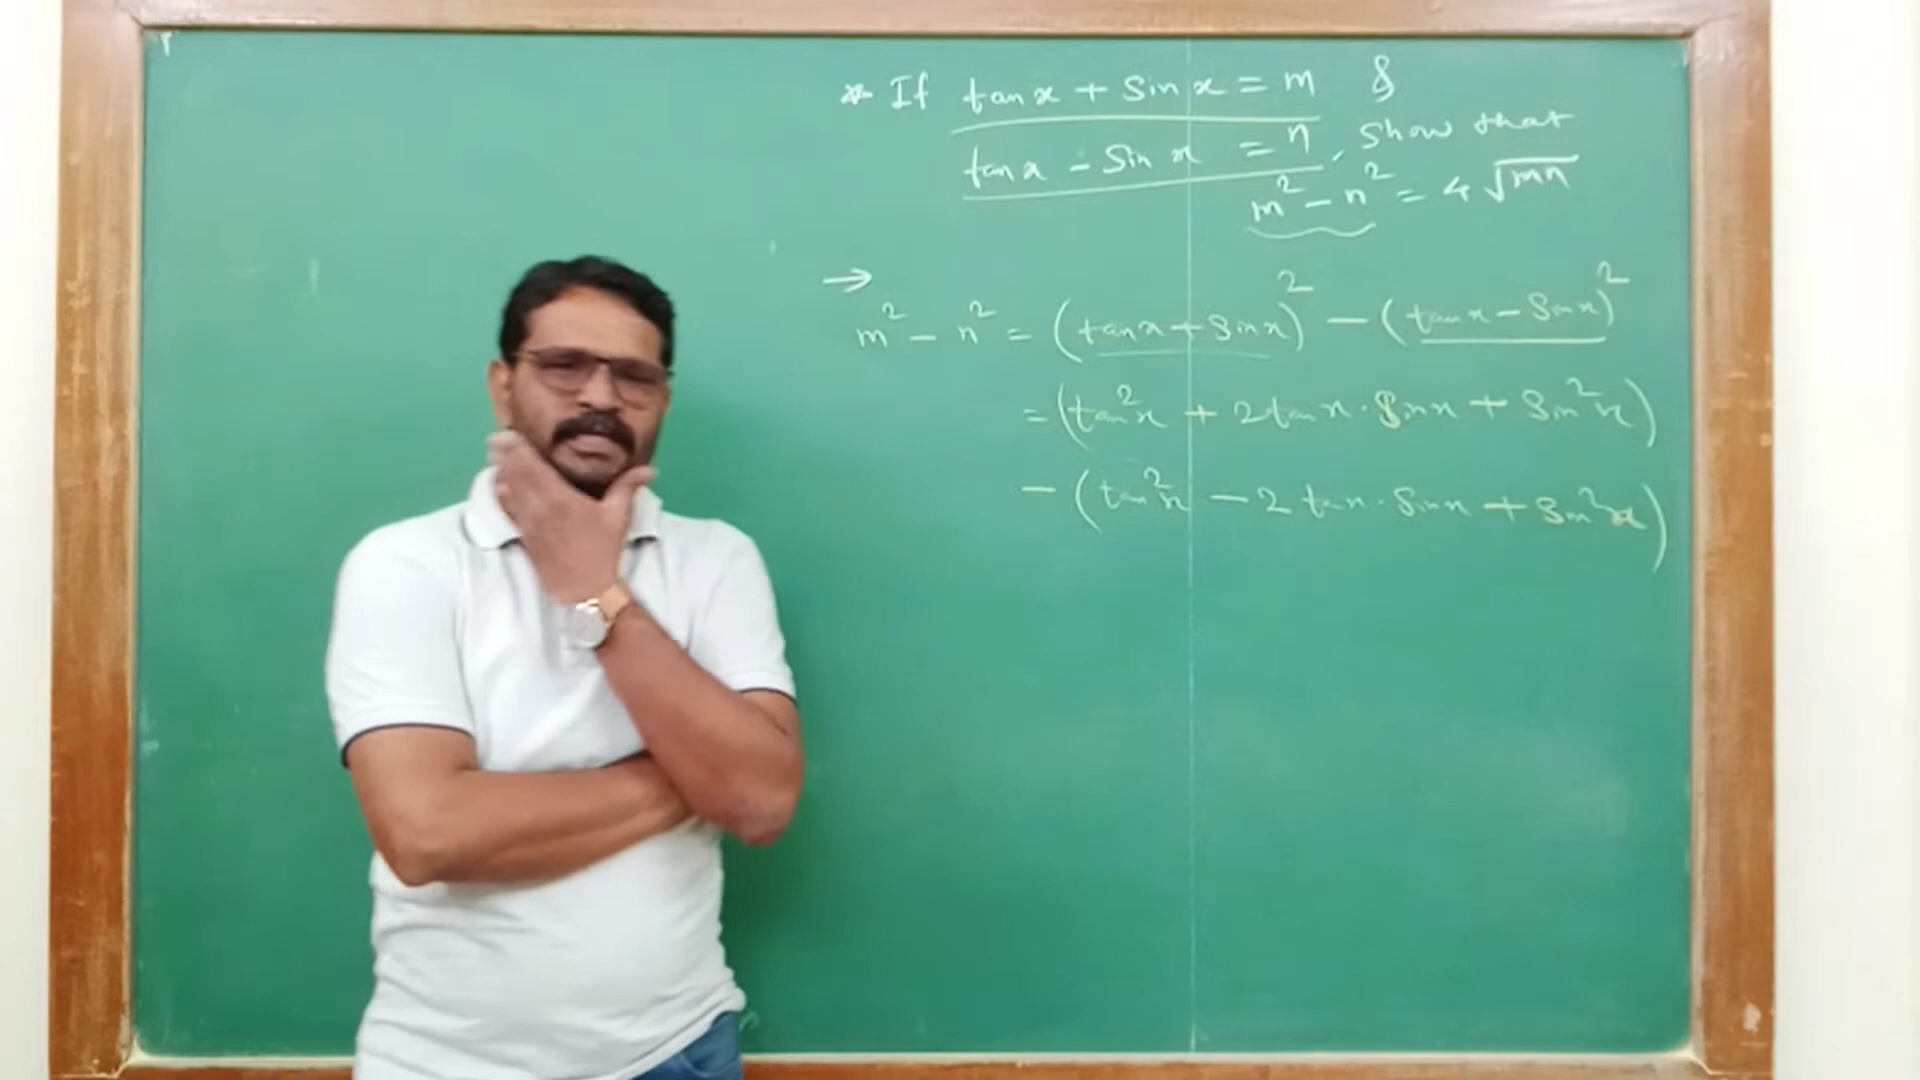 * If tan x + Sin x = m &
tan x - Sin x = n, Show that
m² - n² = 4 √mn
→
m² - n² = (tan x + Sin x)² - (tan x - Sin x)²
= (tan²x + 2 tan x · Sin x + Sin²x)
- (tan²x - 2 tan x · Sin x + Sin²x)